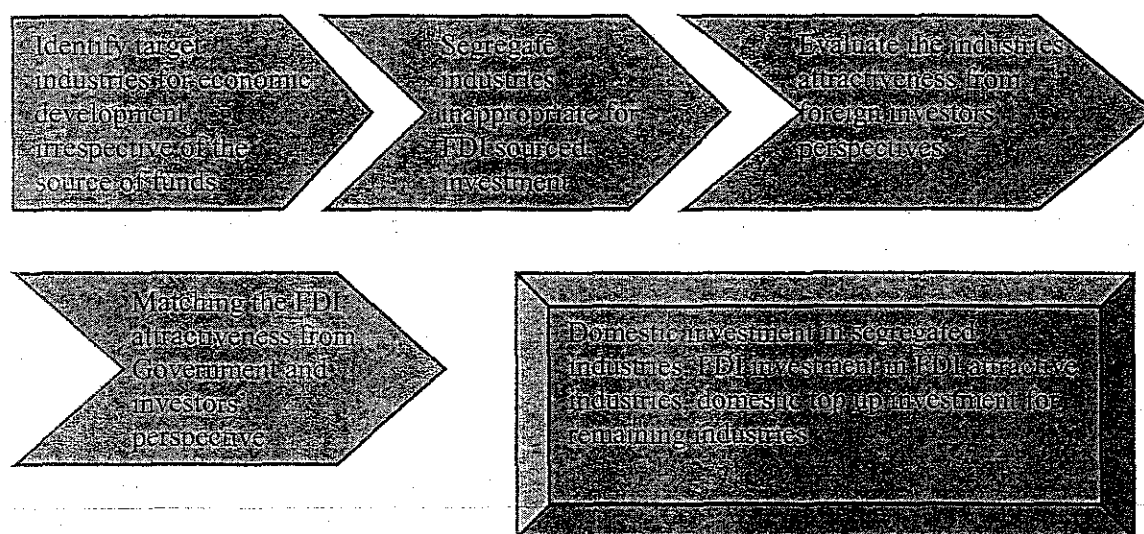 Identify target
industries for economic
development,
irrespective of the
source of funds
Segregate
industries
inappropriate for
FDI sourced
investment
Evaluate the industries
attractiveness from
foreign investors
perspectives
Matching the FDI
attractiveness from
Government and
investors
perspective
Domestic investment in segregated
industries, FDI investment in FDI attractive
industries, domestic top up investment for
remaining industries